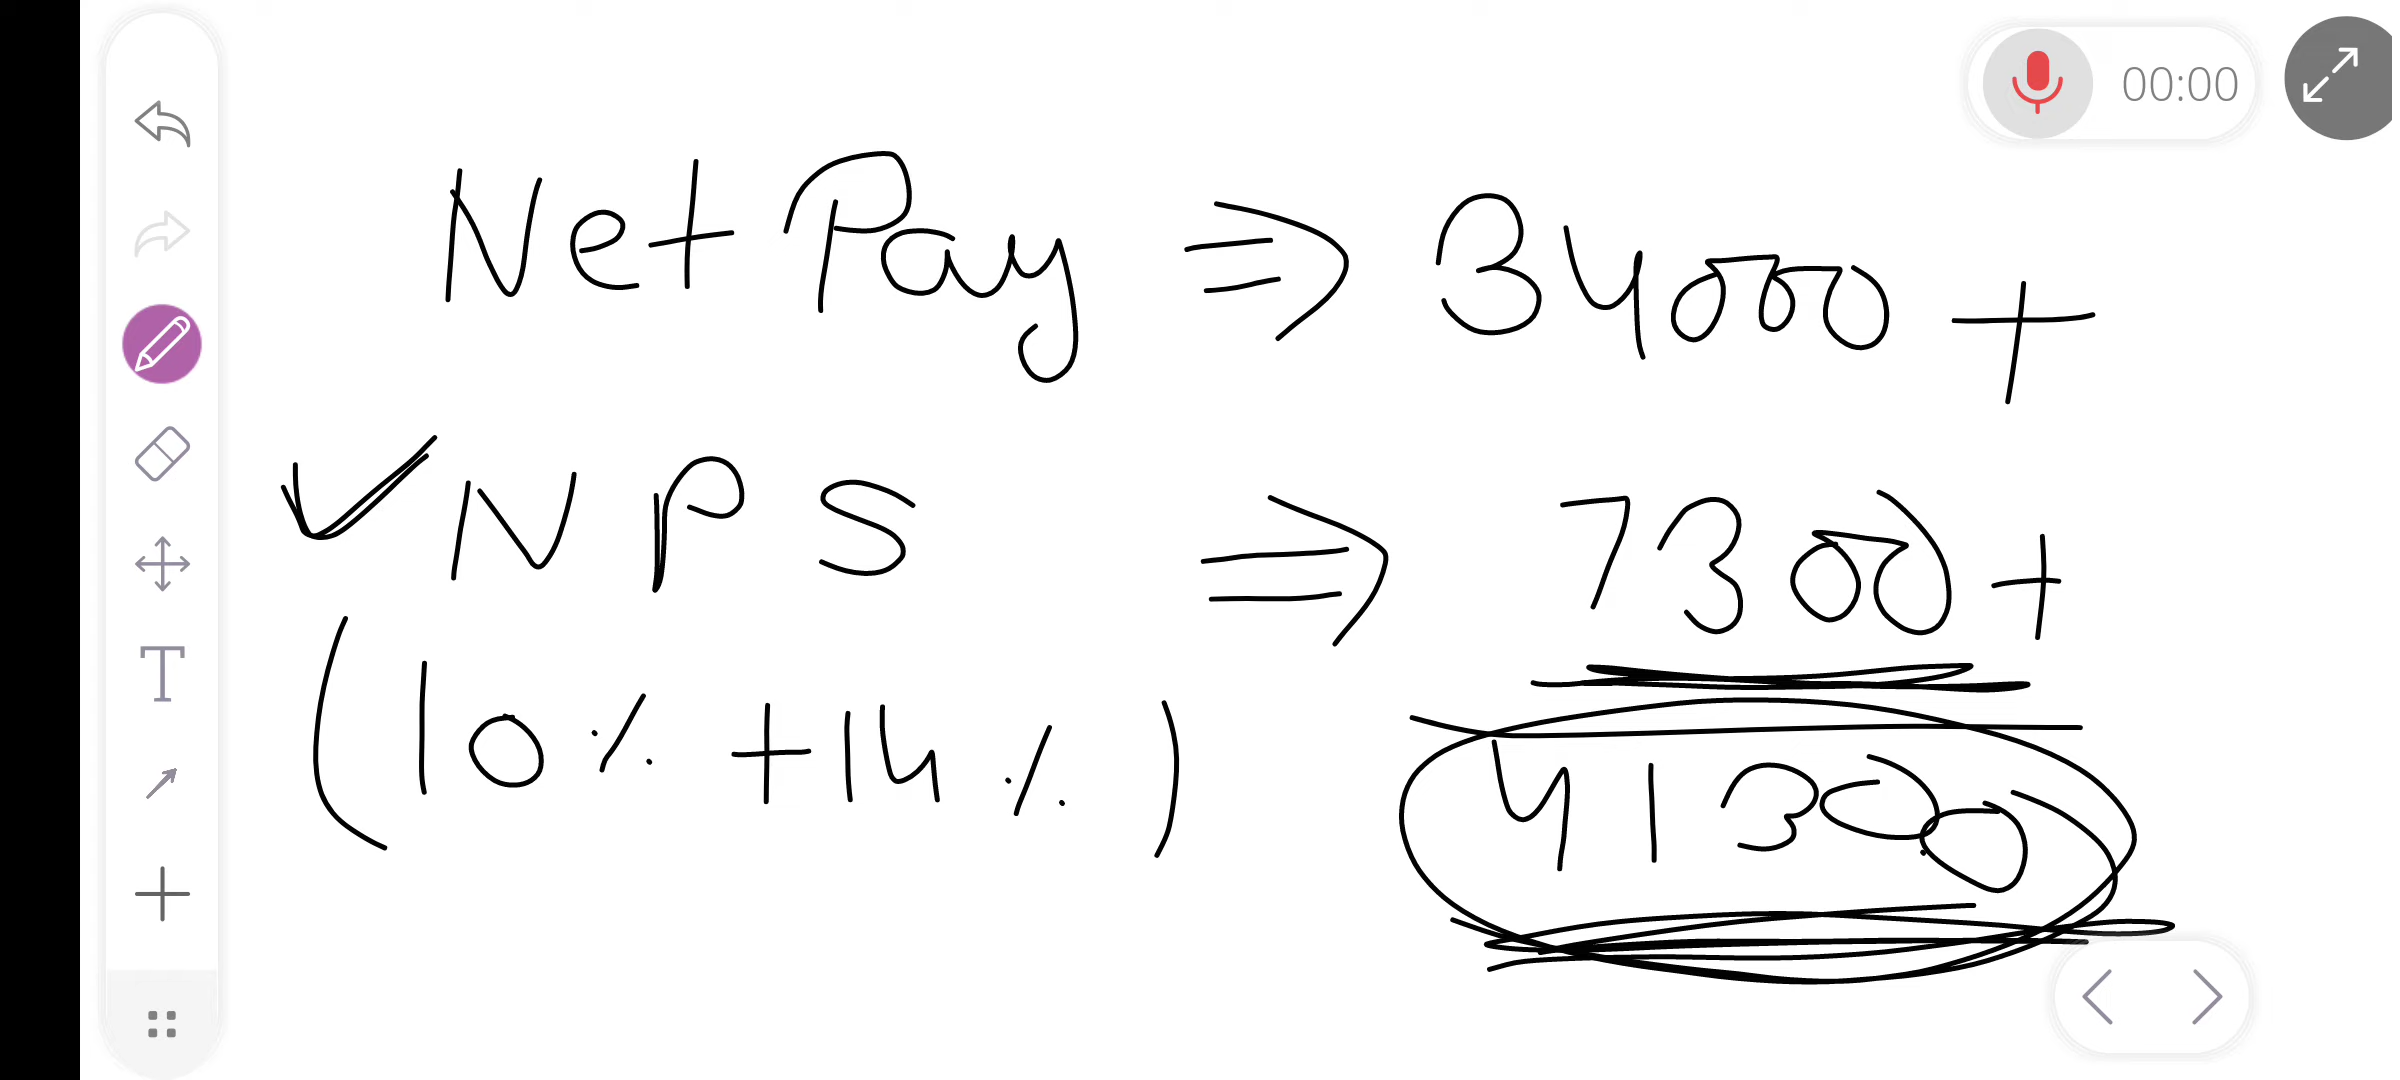 00:00
Net Pay ⇒ 34000 +
✓ NPS ⇒ 7300 +
(10% + 14%)
41300